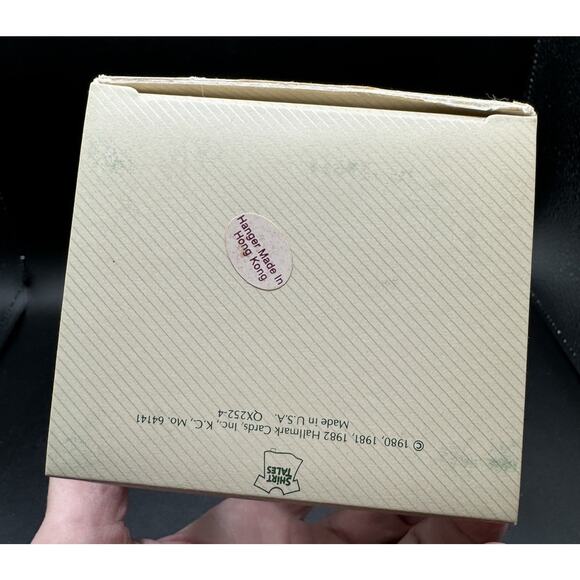 Hanger Made In
Hong Kong
© 1980, 1981, 1982 Hallmark Cards, Inc., K.C., Mo. 64141
Made in U.S.A. QX252-4
SHIRT
TALES